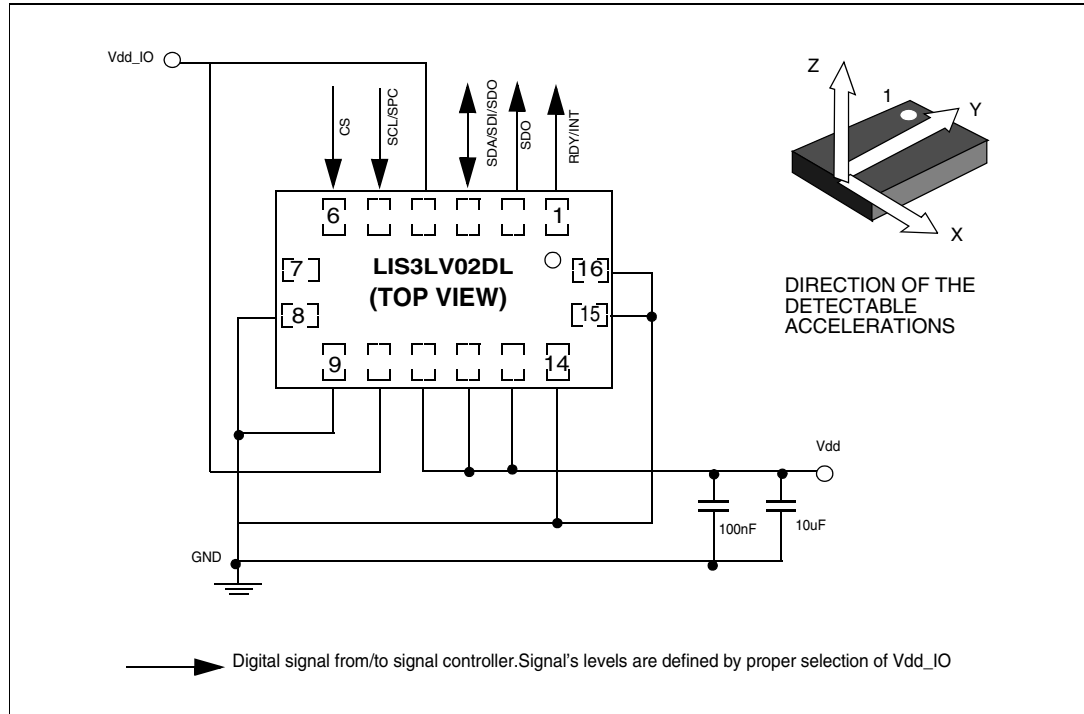 Vdd_IO
CS
SCL/SPC
SDA/SDI/SDO
SDO
RDY/INT
Z
1
Y
X
6
1
7
LIS3LV02DL
16
8
(TOP VIEW)
15
9
14
DIRECTION OF THE
DETECTABLE
ACCELERATIONS
Vdd
100nF
10uF
GND
Digital signal from/to signal controller.Signal's levels are defined by proper selection of Vdd_IO